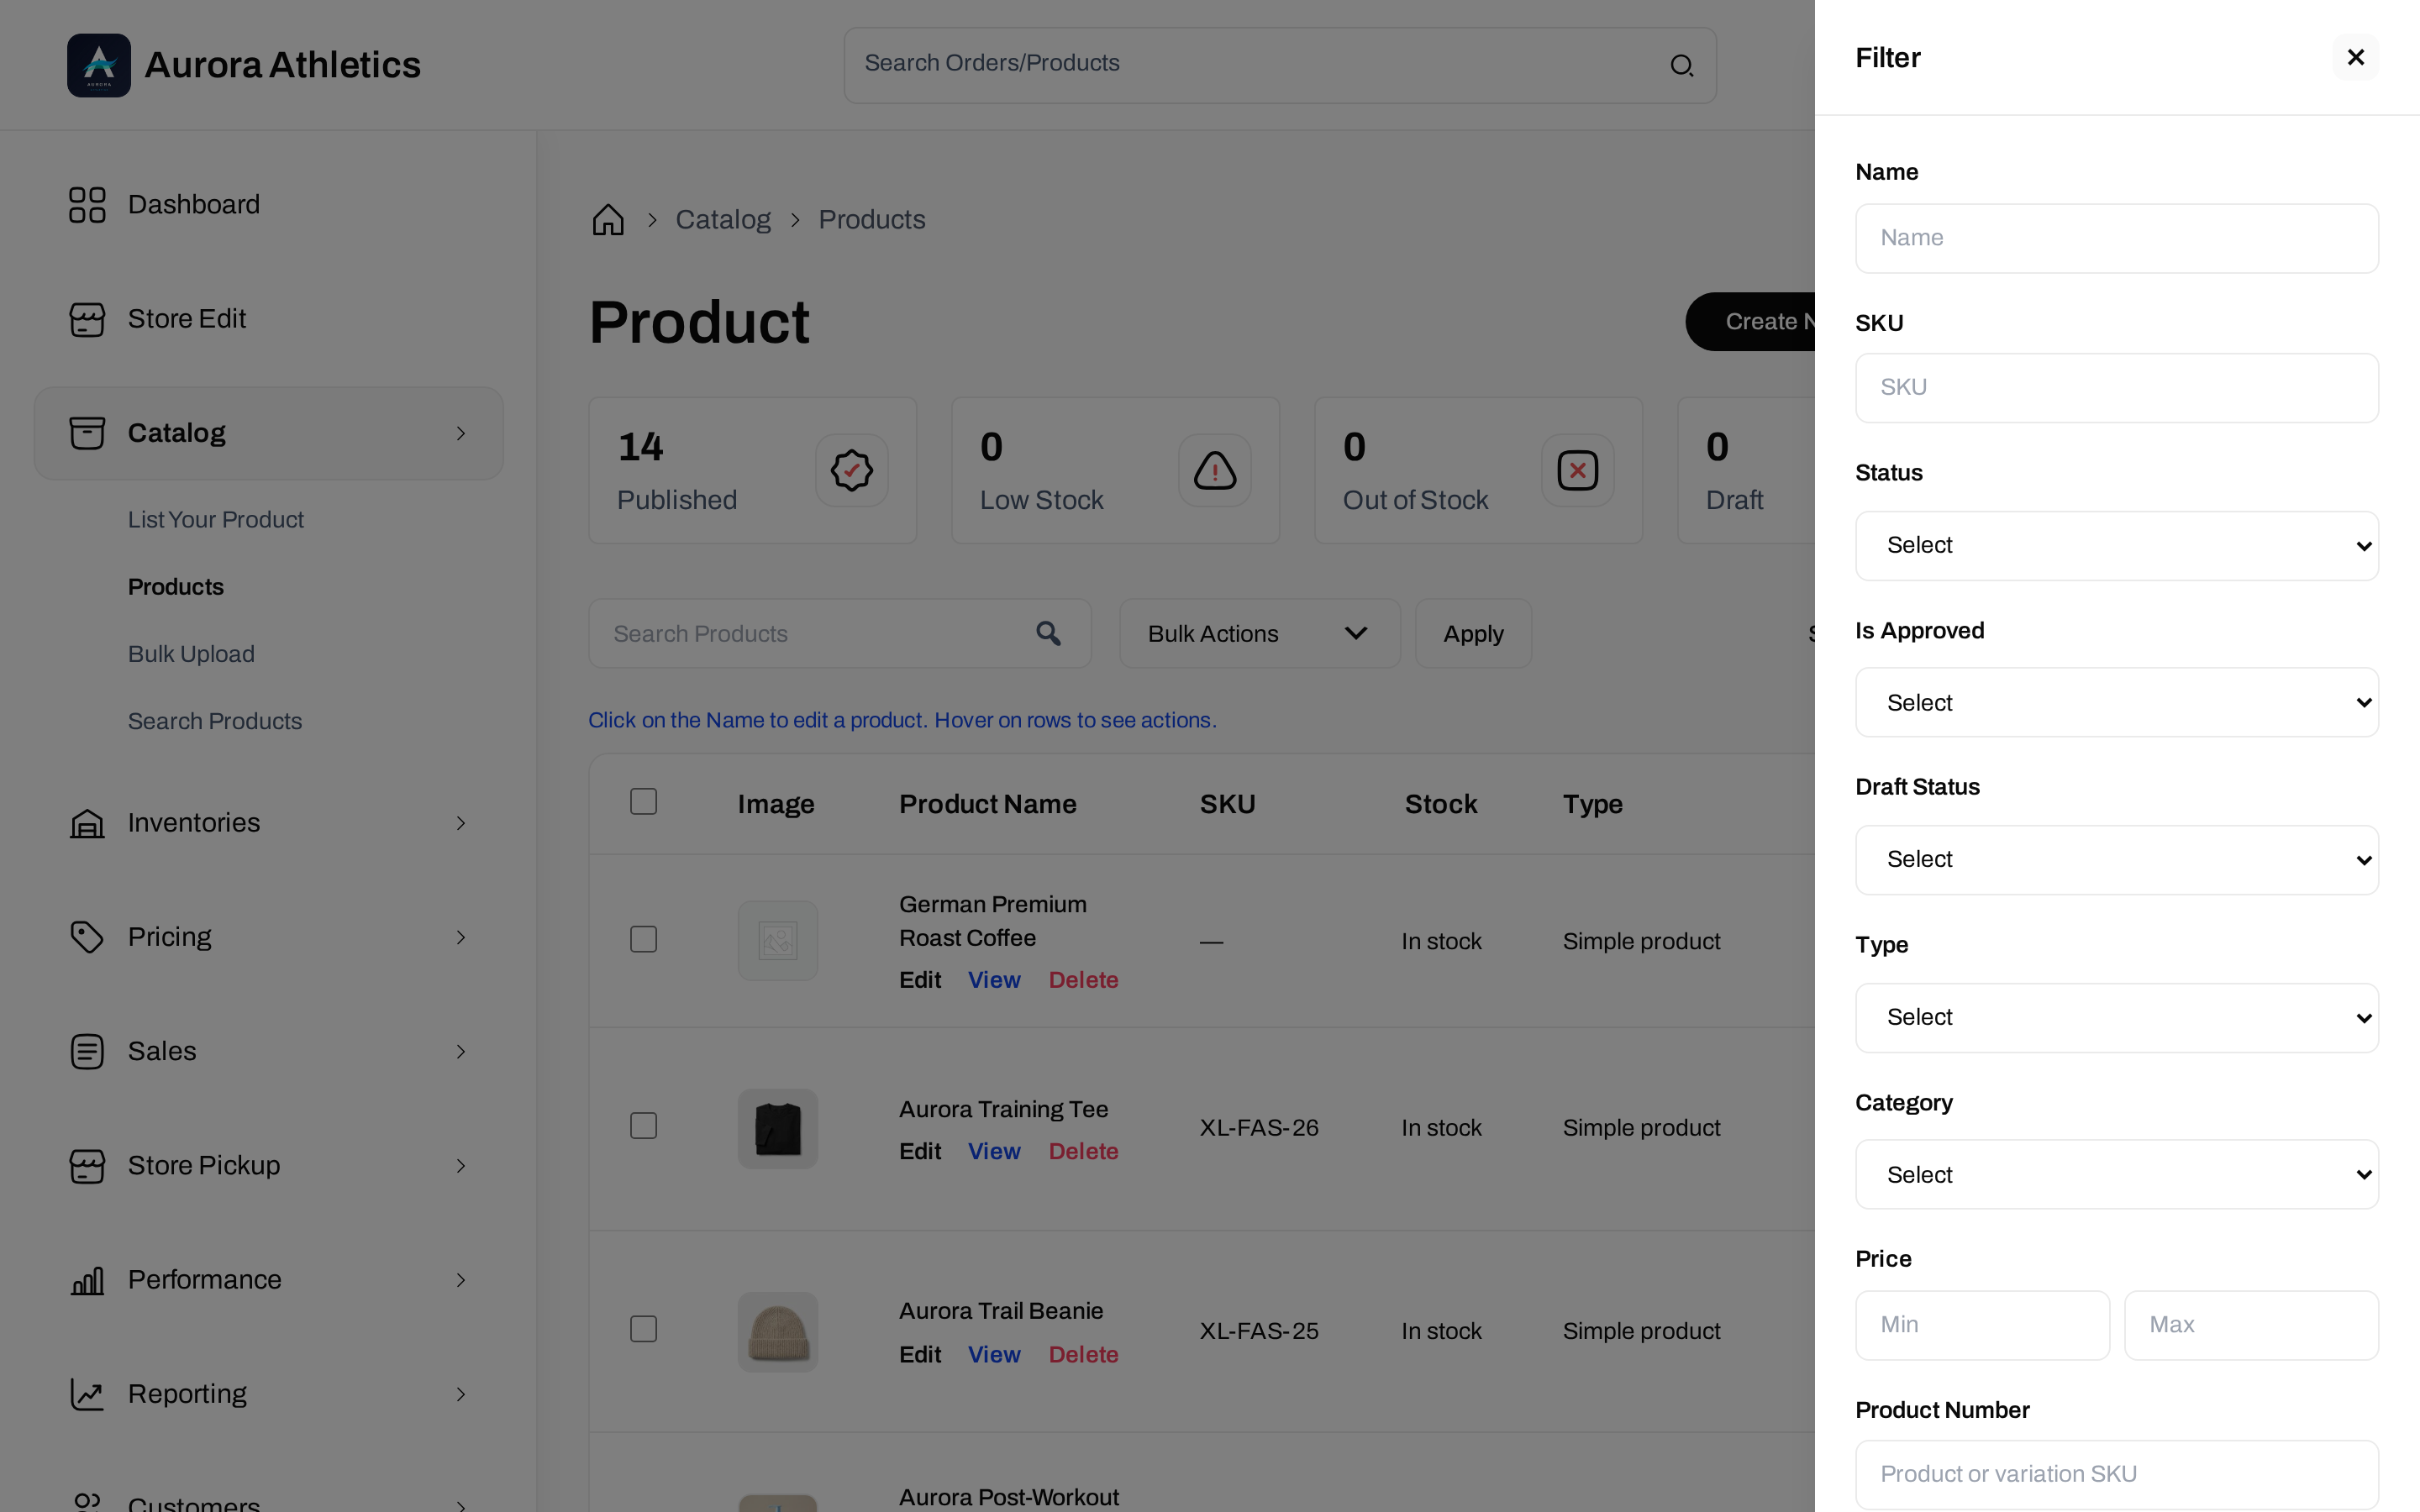 Aurora Athletics
Search Orders/Products
Dashboard
Store Edit
Catalog
List Your Product
Products
Bulk Upload
Search Products
Inventories
Pricing
Sales
Store Pickup
Performance
Reporting
Customers
Catalog
Products
Product
Create
14
Published
0
Low Stock
0
Out of Stock
0
Draft
Search Products
Bulk Actions
Apply
Click on the Name to edit a product. Hover on rows to see actions.
Image Product Name SKU Stock Type
German Premium
Roast Coffee
— In stock Simple product
Edit View Delete
Aurora Training Tee
XL-FAS-26 In stock Simple product
Edit View Delete
Aurora Trail Beanie
XL-FAS-25 In stock Simple product
Edit View Delete
Aurora Post-Workout
Filter
Name
Name
SKU
SKU
Status
Select
Is Approved
Select
Draft Status
Select
Type
Select
Category
Select
Price
Min Max
Product Number
Product or variation SKU